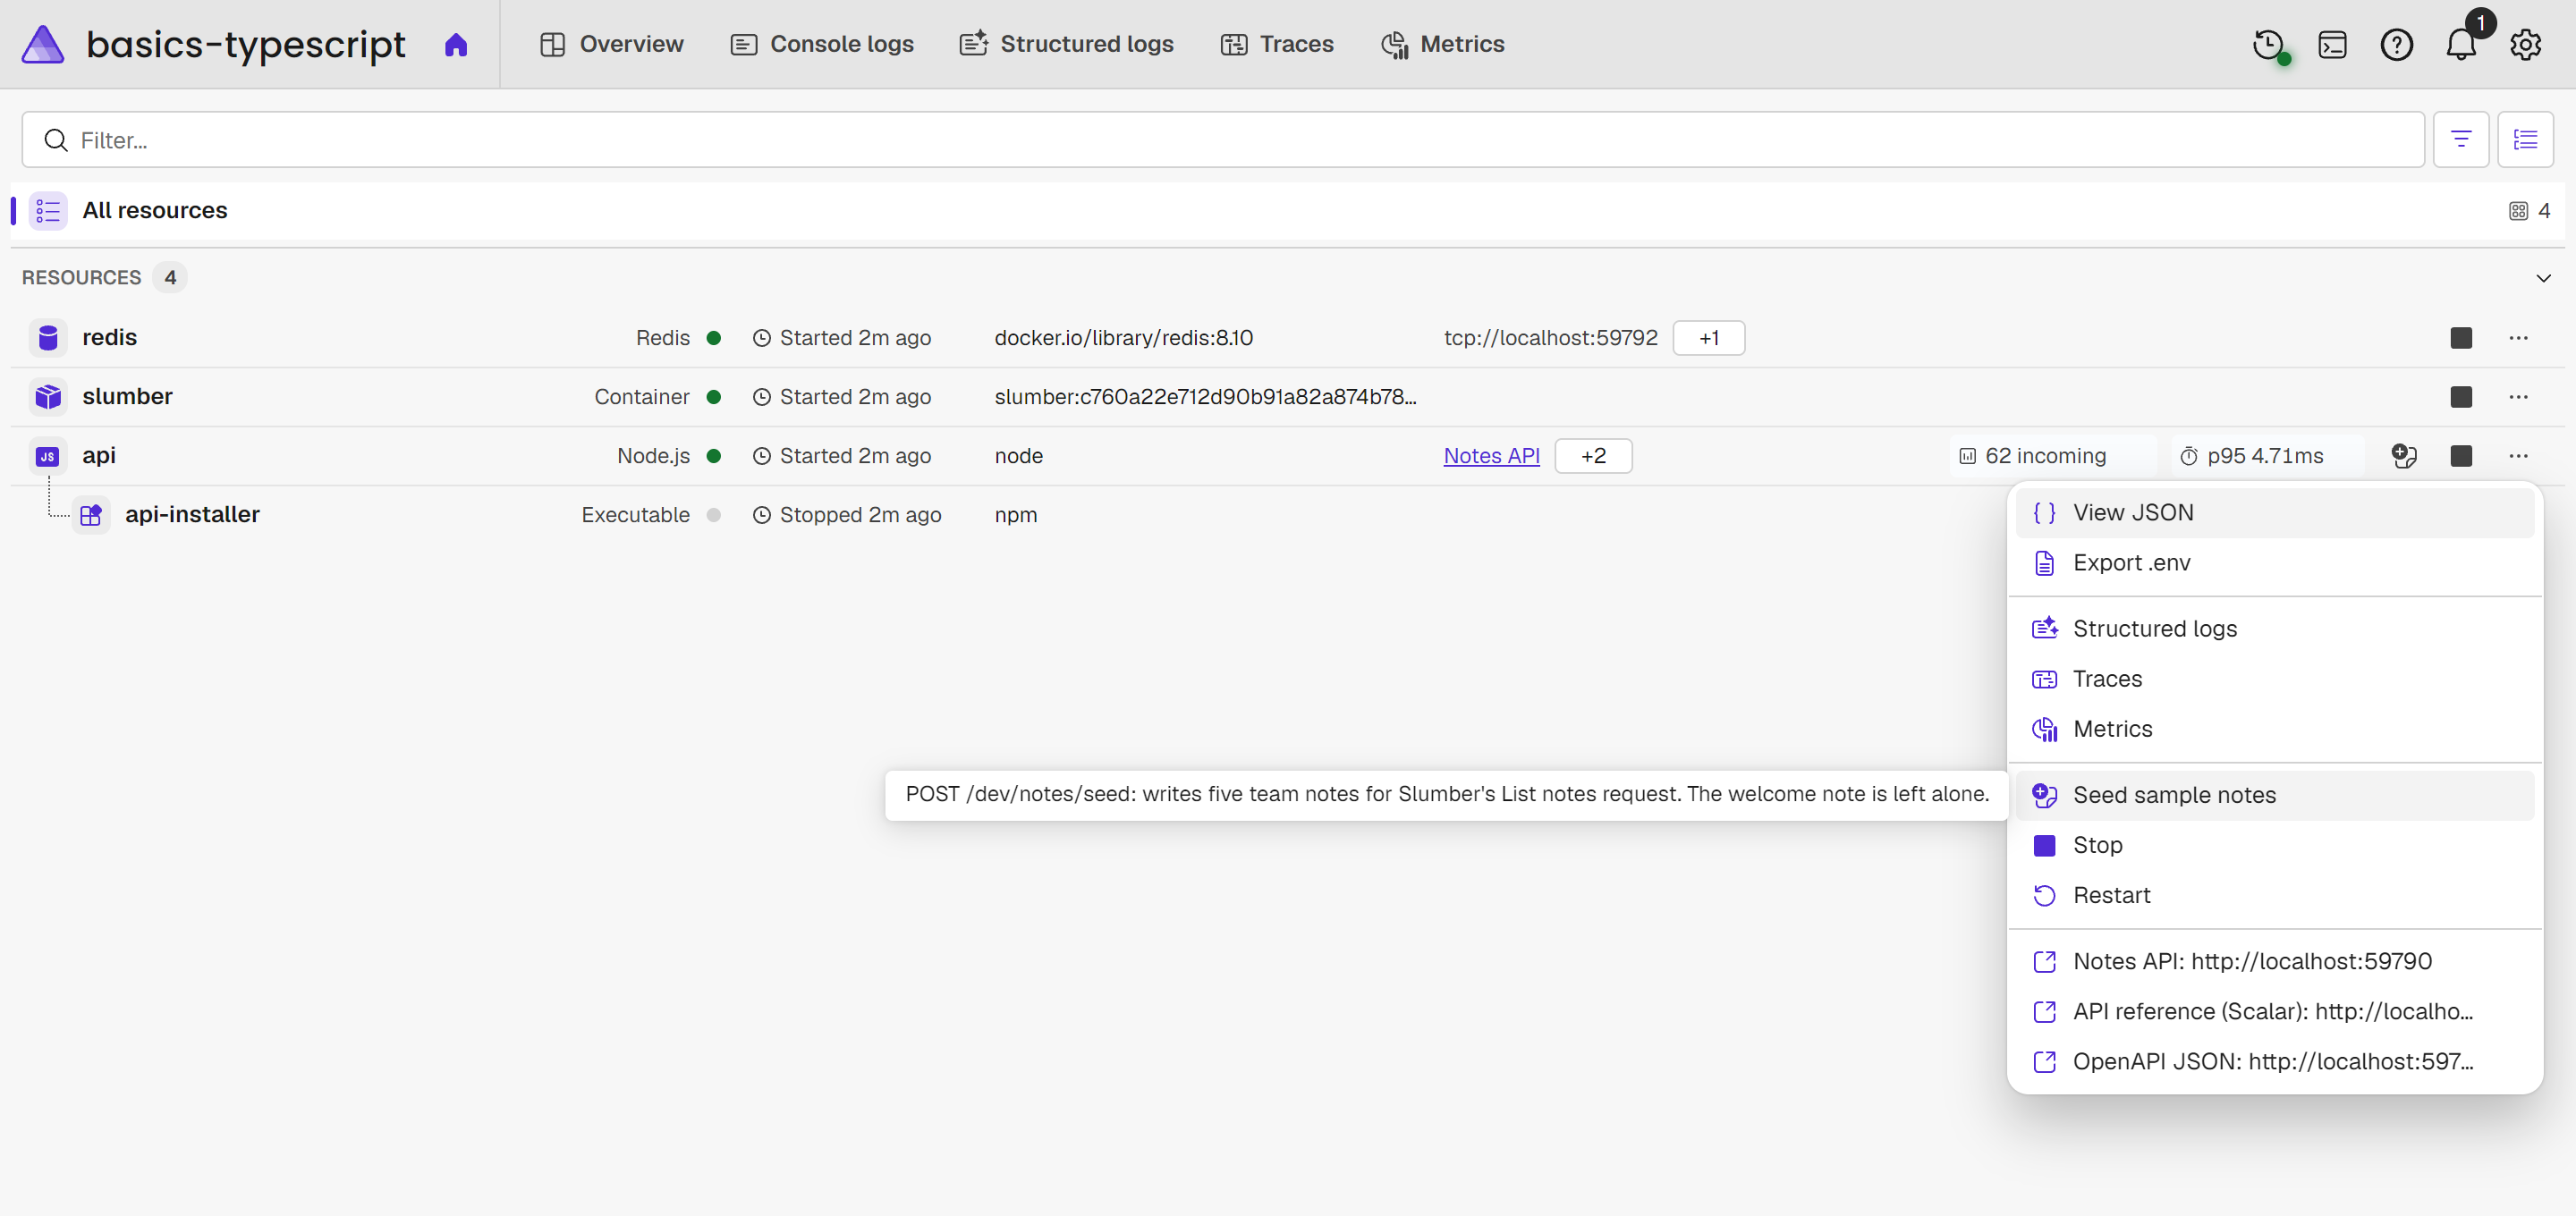 basics-typescript
Overview
Console logs
Structured logs
Traces
Metrics
1
Filter...
All resources
4
RESOURCES 4
redis Redis Started 2m ago docker.io/library/redis:8.10 tcp://localhost:59792 +1
slumber Container Started 2m ago slumber:c760a22e712d90b91a82a874b78...
JS api Node.js Started 2m ago node Notes API +2 62 incoming p95 4.71ms
api-installer Executable Stopped 2m ago npm
View JSON
Export .env
Structured logs
Traces
Metrics
POST /dev/notes/seed: writes five team notes for Slumber's List notes request. The welcome note is left alone.
Seed sample notes
Stop
Restart
Notes API: http://localhost:59790
API reference (Scalar): http://localho...
OpenAPI JSON: http://localhost:597...